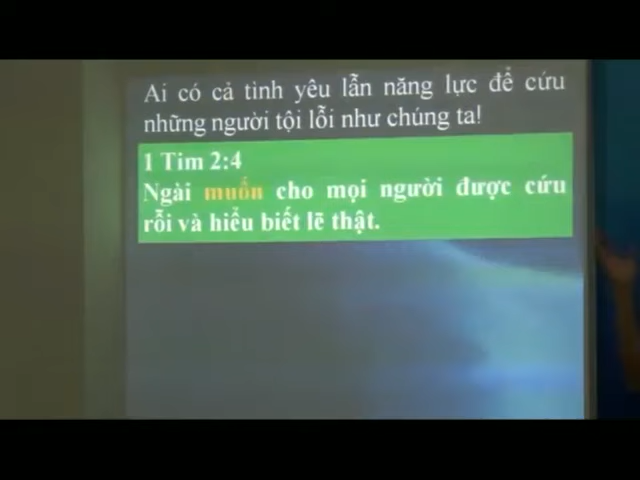 Ai có cả tình yêu lẫn năng lực để cứu
những người tội lỗi như chúng ta!
1 Tim 2:4
Ngài muốn cho mọi người được cứu
rỗi và hiểu biết lẽ thật.